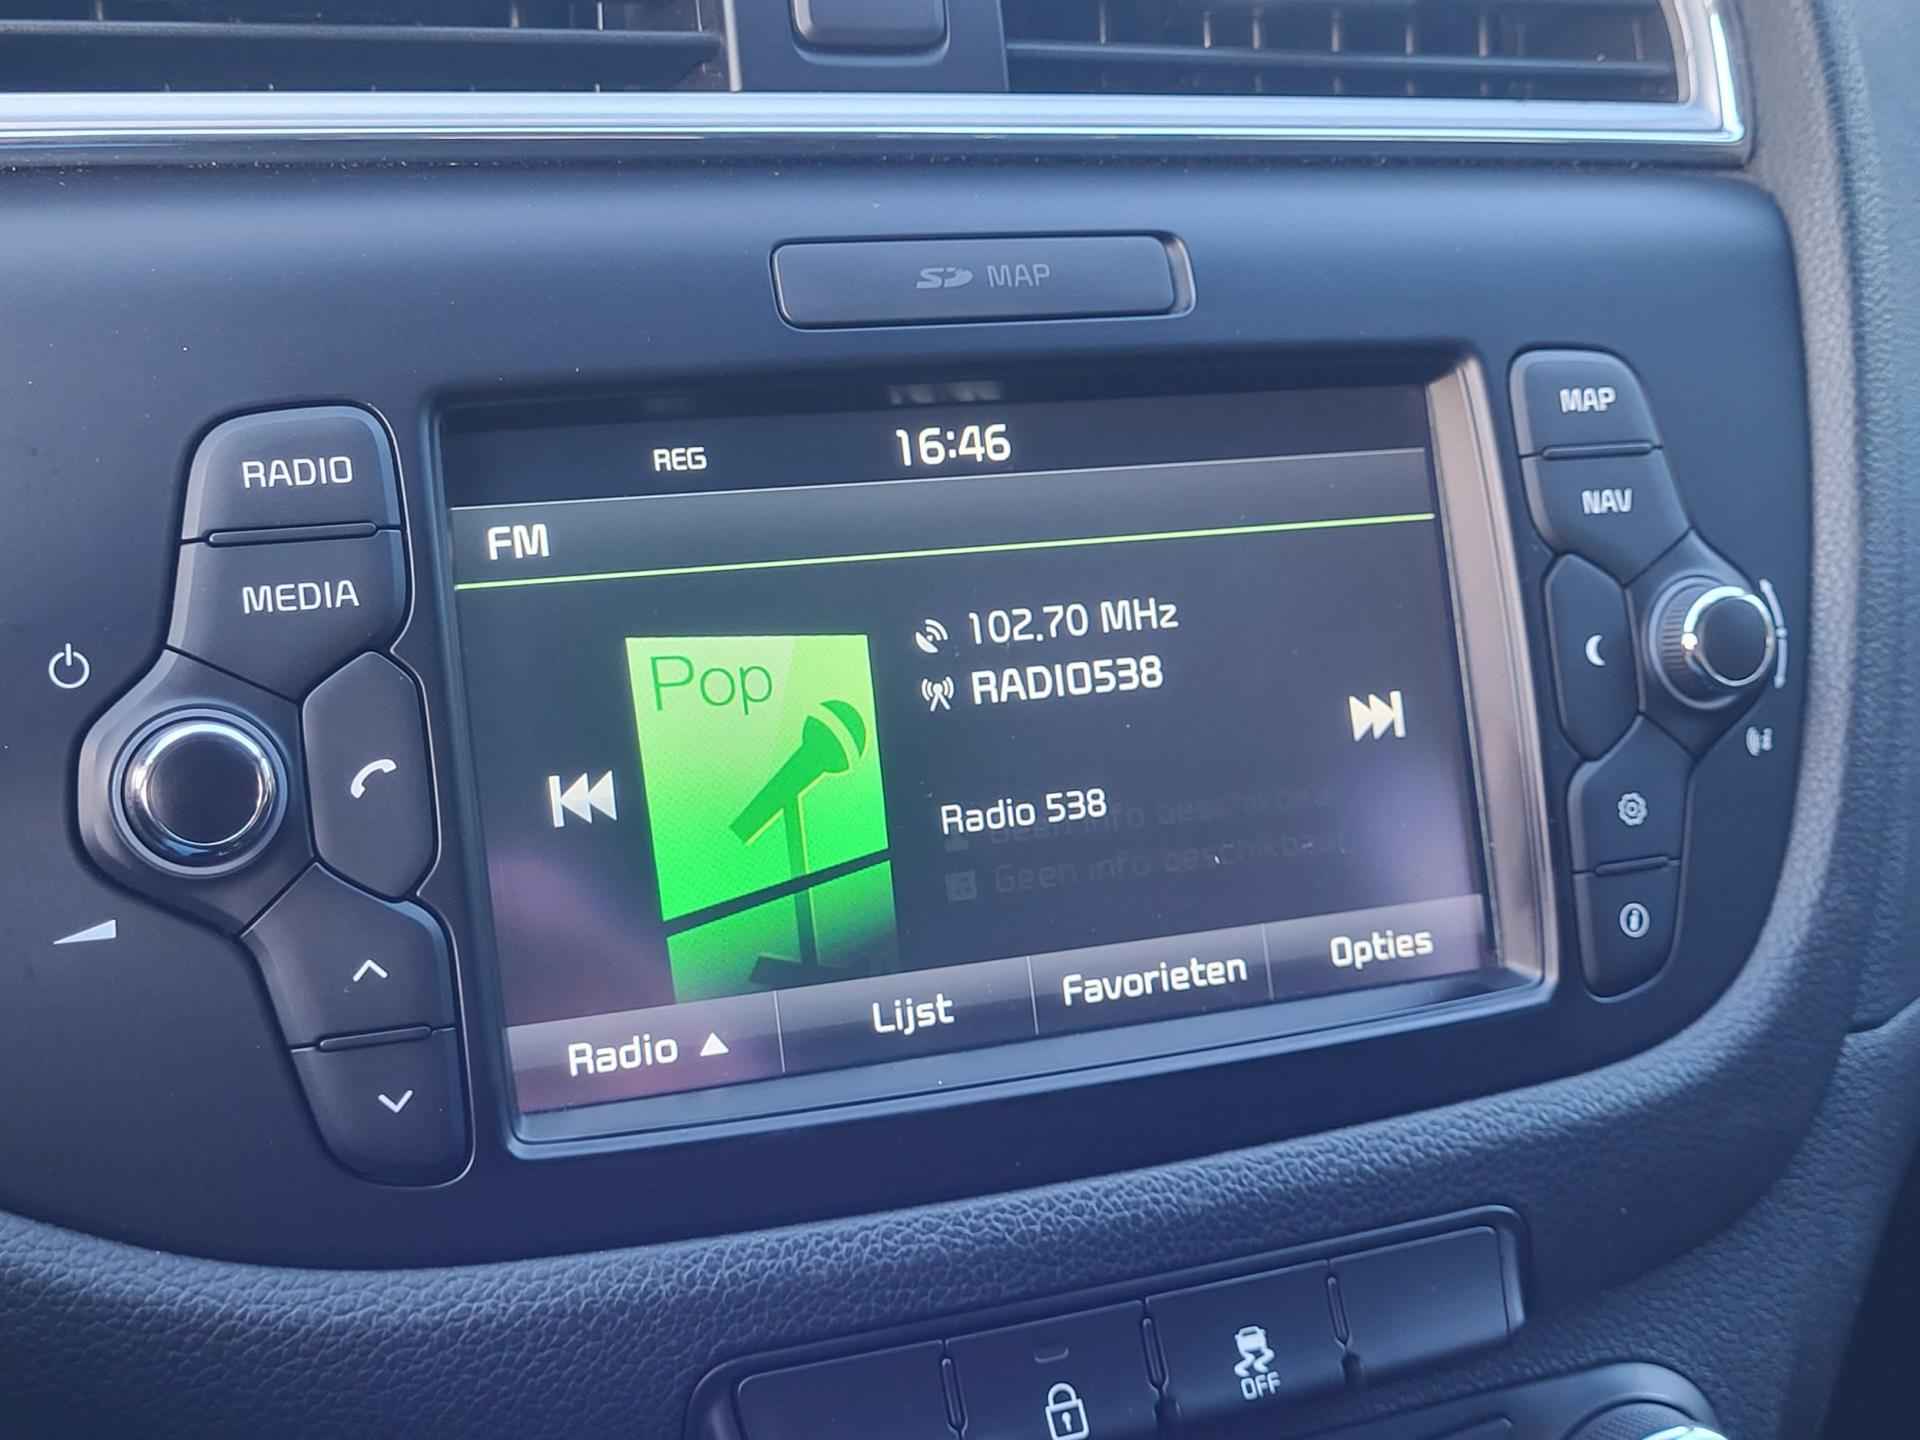 SD MAP
RADIO
MEDIA
REG 16:46
FM
Pop
102.70 MHz
RADIO538
Radio 538
Geen info geschikbaar
Radio
Lijst
Favorieten
Opties
MAP
NAV
OFF